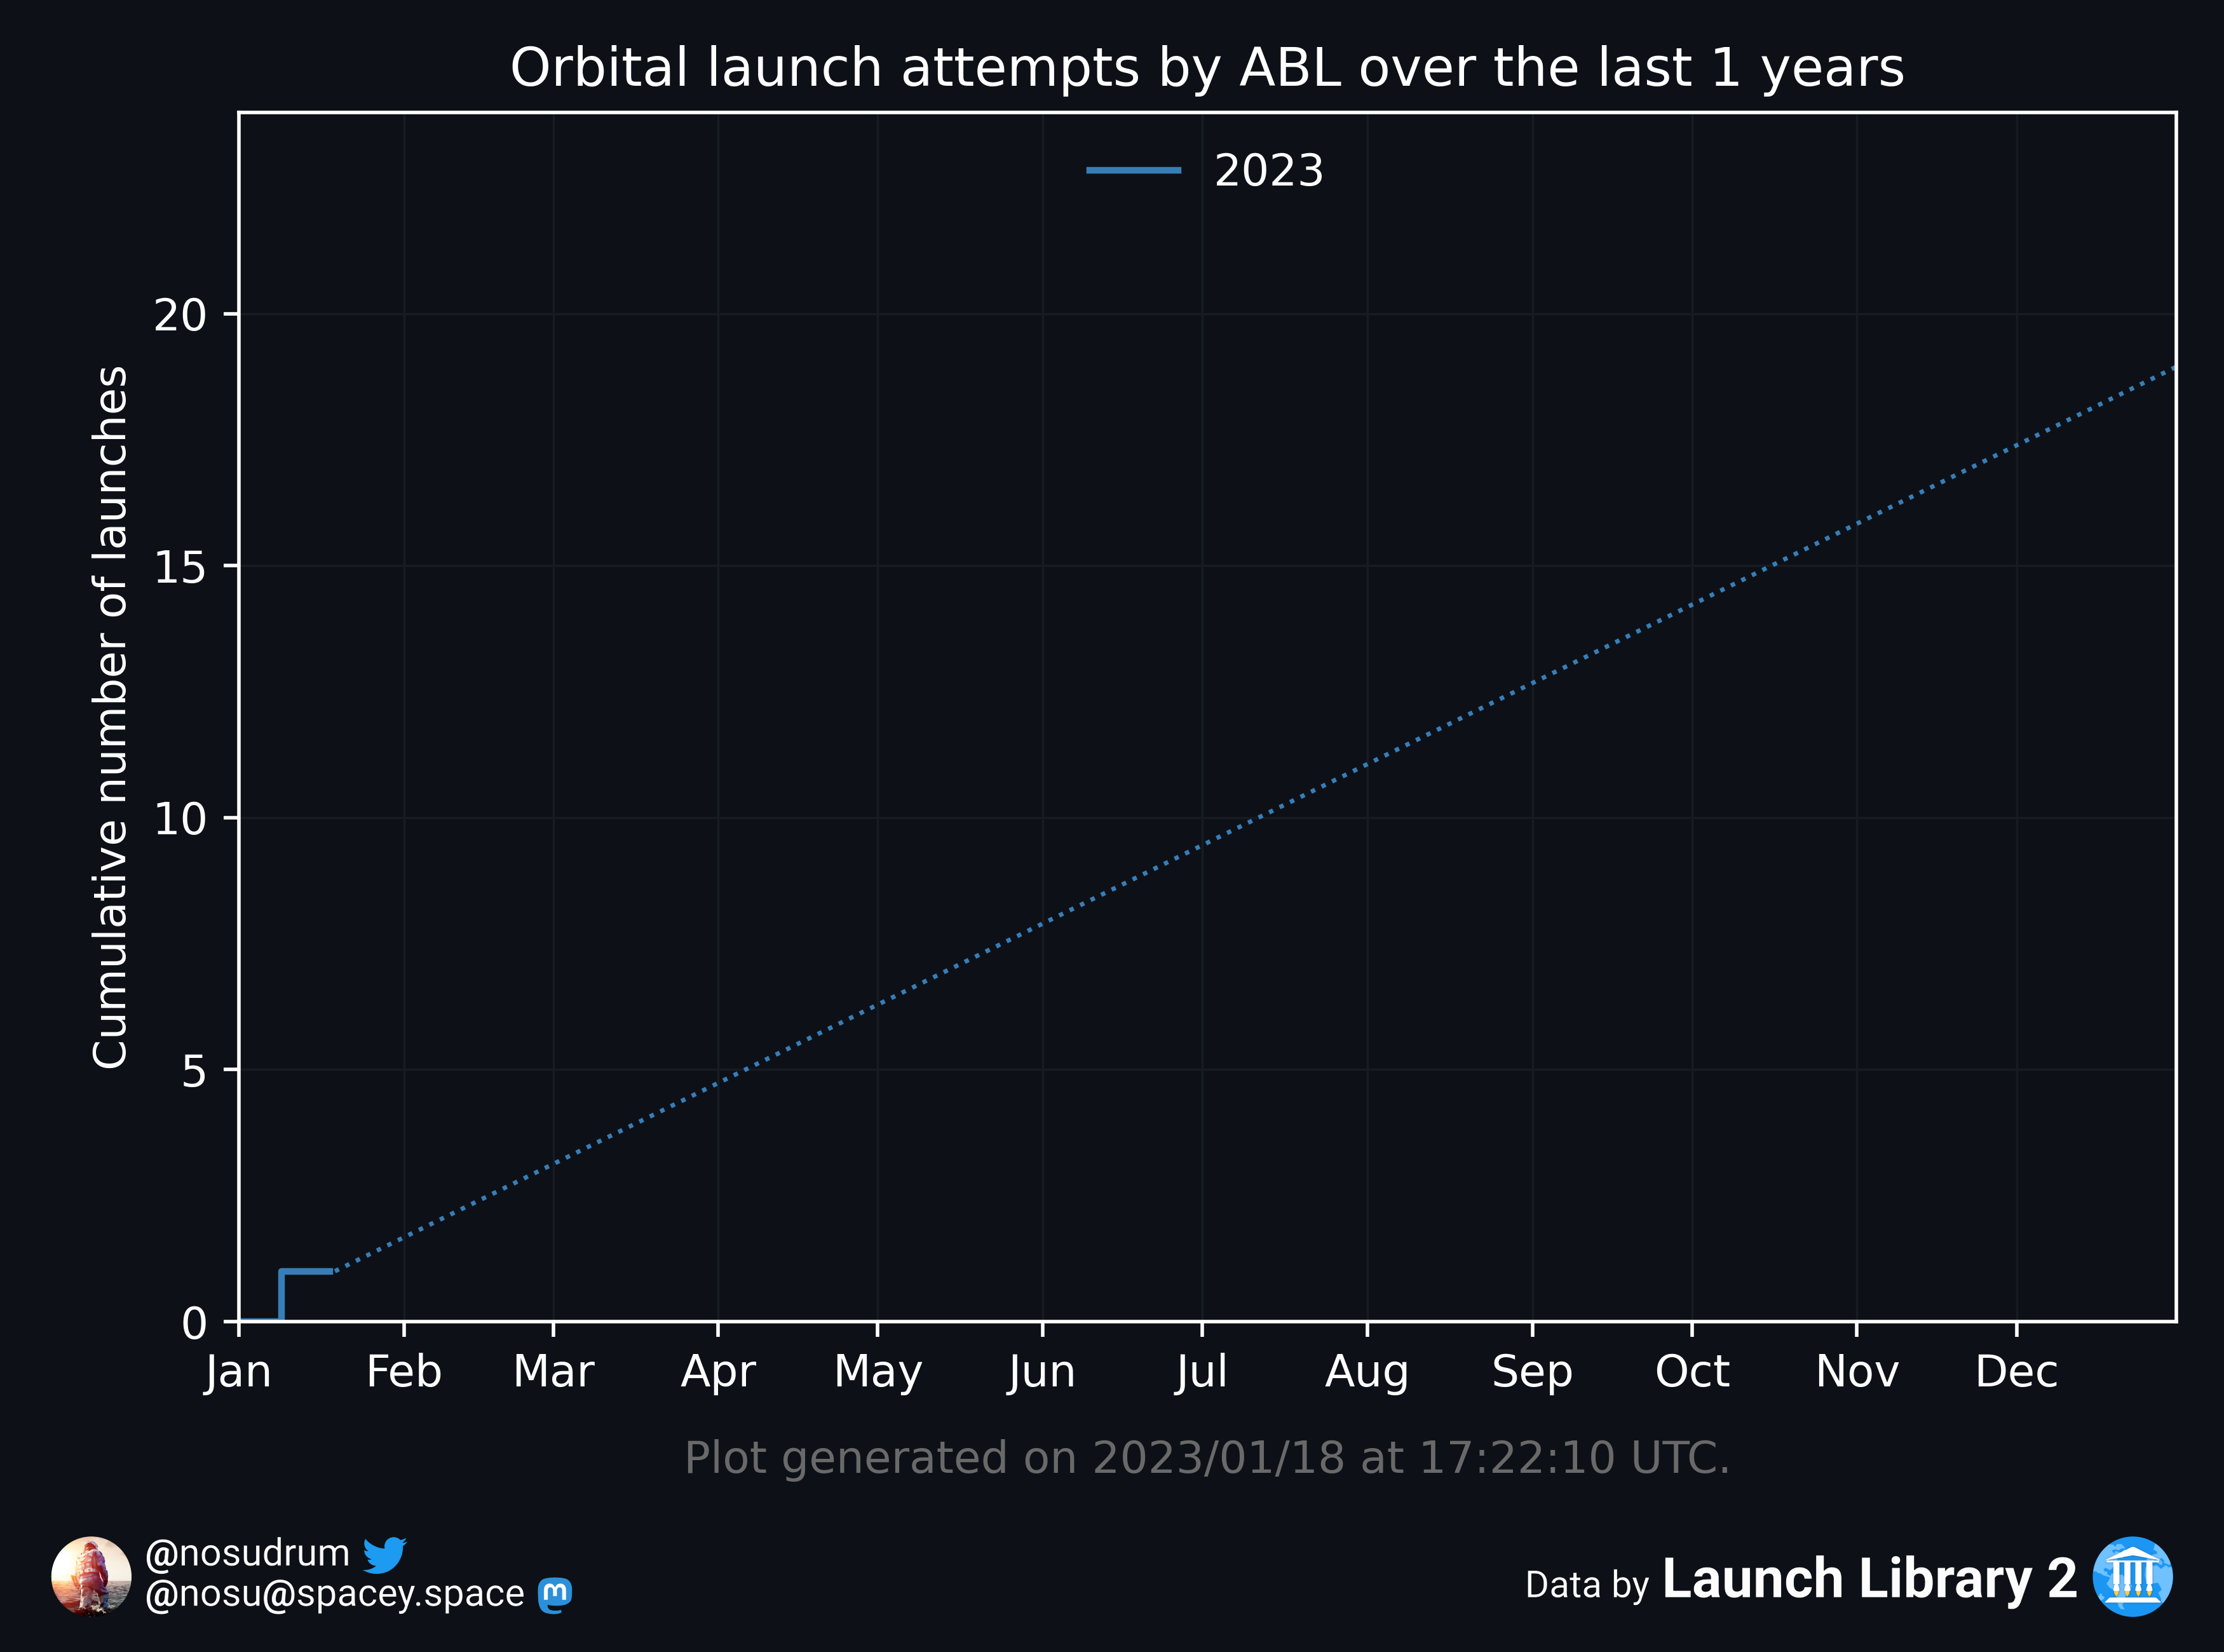 Orbital launch attempts by ABL over the last 1 years
2023
Cumulative number of launches
20
15
10
5
0
Jan Feb Mar Apr May Jun Jul Aug Sep Oct Nov Dec
Plot generated on 2023/01/18 at 17:22:10 UTC.
@nosudrum
@nosu@spacey.space
Data by Launch Library 2